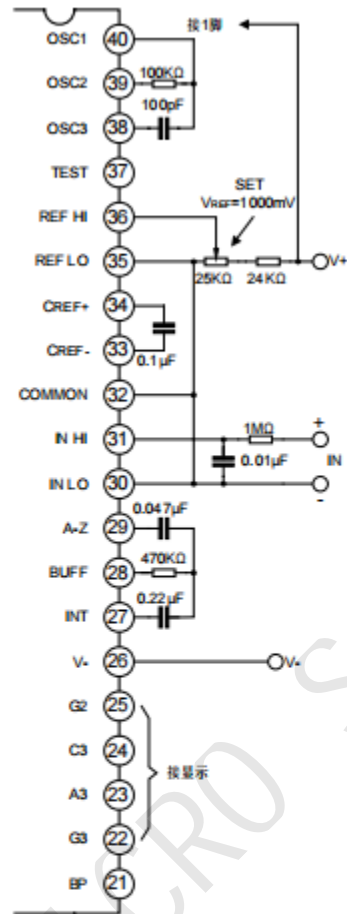 接1脚
OSC1 40
OSC2 39 100KΩ
100pF
OSC3 38
TEST 37
SET
VREF=1000mV
REF HI 36
REF LO 35 V+
25KΩ 24KΩ
CREF+ 34
CREF- 33 0.1μF
COMMON 32
IN HI 31 1MΩ +
0.01μF IN
IN LO 30 -
0.047μF
A-Z 29
BUFF 28 470KΩ
0.22μF
INT 27
V- 26 V-
G2 25
C3 24
接显示
A3 23
G3 22
BP 21
CRO S